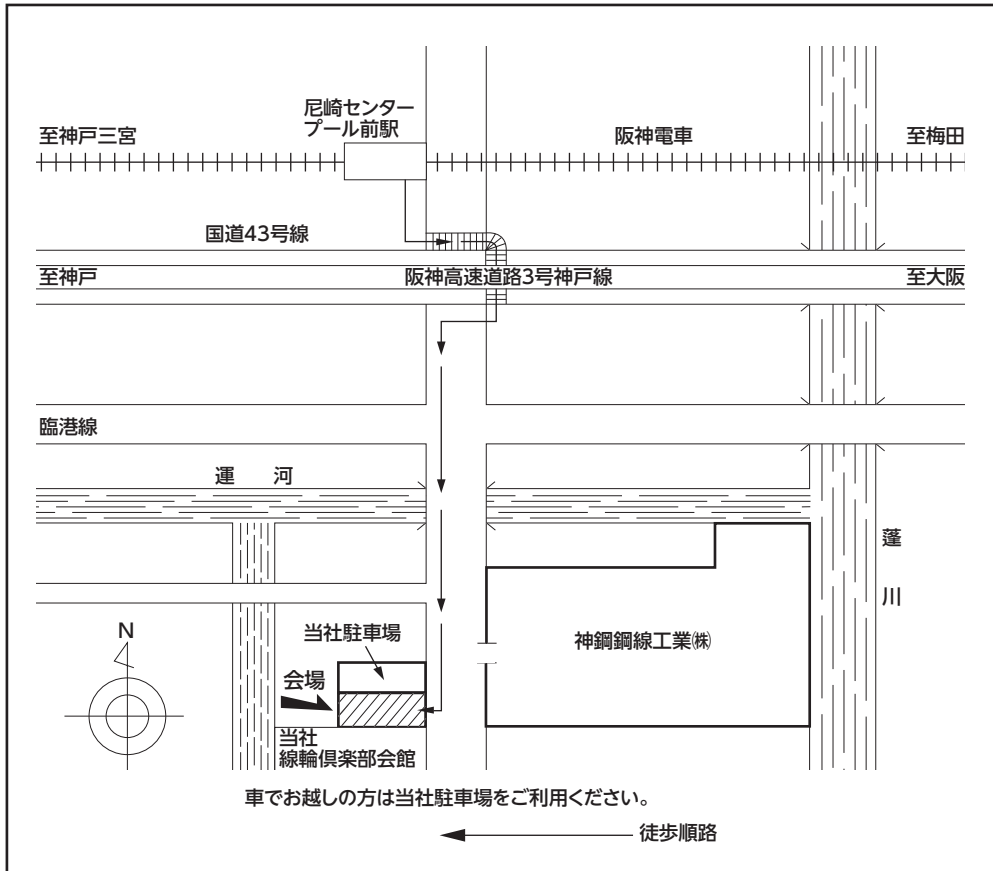 尼崎センター
プール前駅
至神戸三宮
阪神電車
至梅田
国道43号線
至神戸
阪神高速道路3号神戸線
至大阪
臨港線
運　河
蓬川
N
当社駐車場
神鋼鋼線工業㈱
会場
当社
線輪倶楽部会館
車でお越しの方は当社駐車場をご利用ください。
徒歩順路